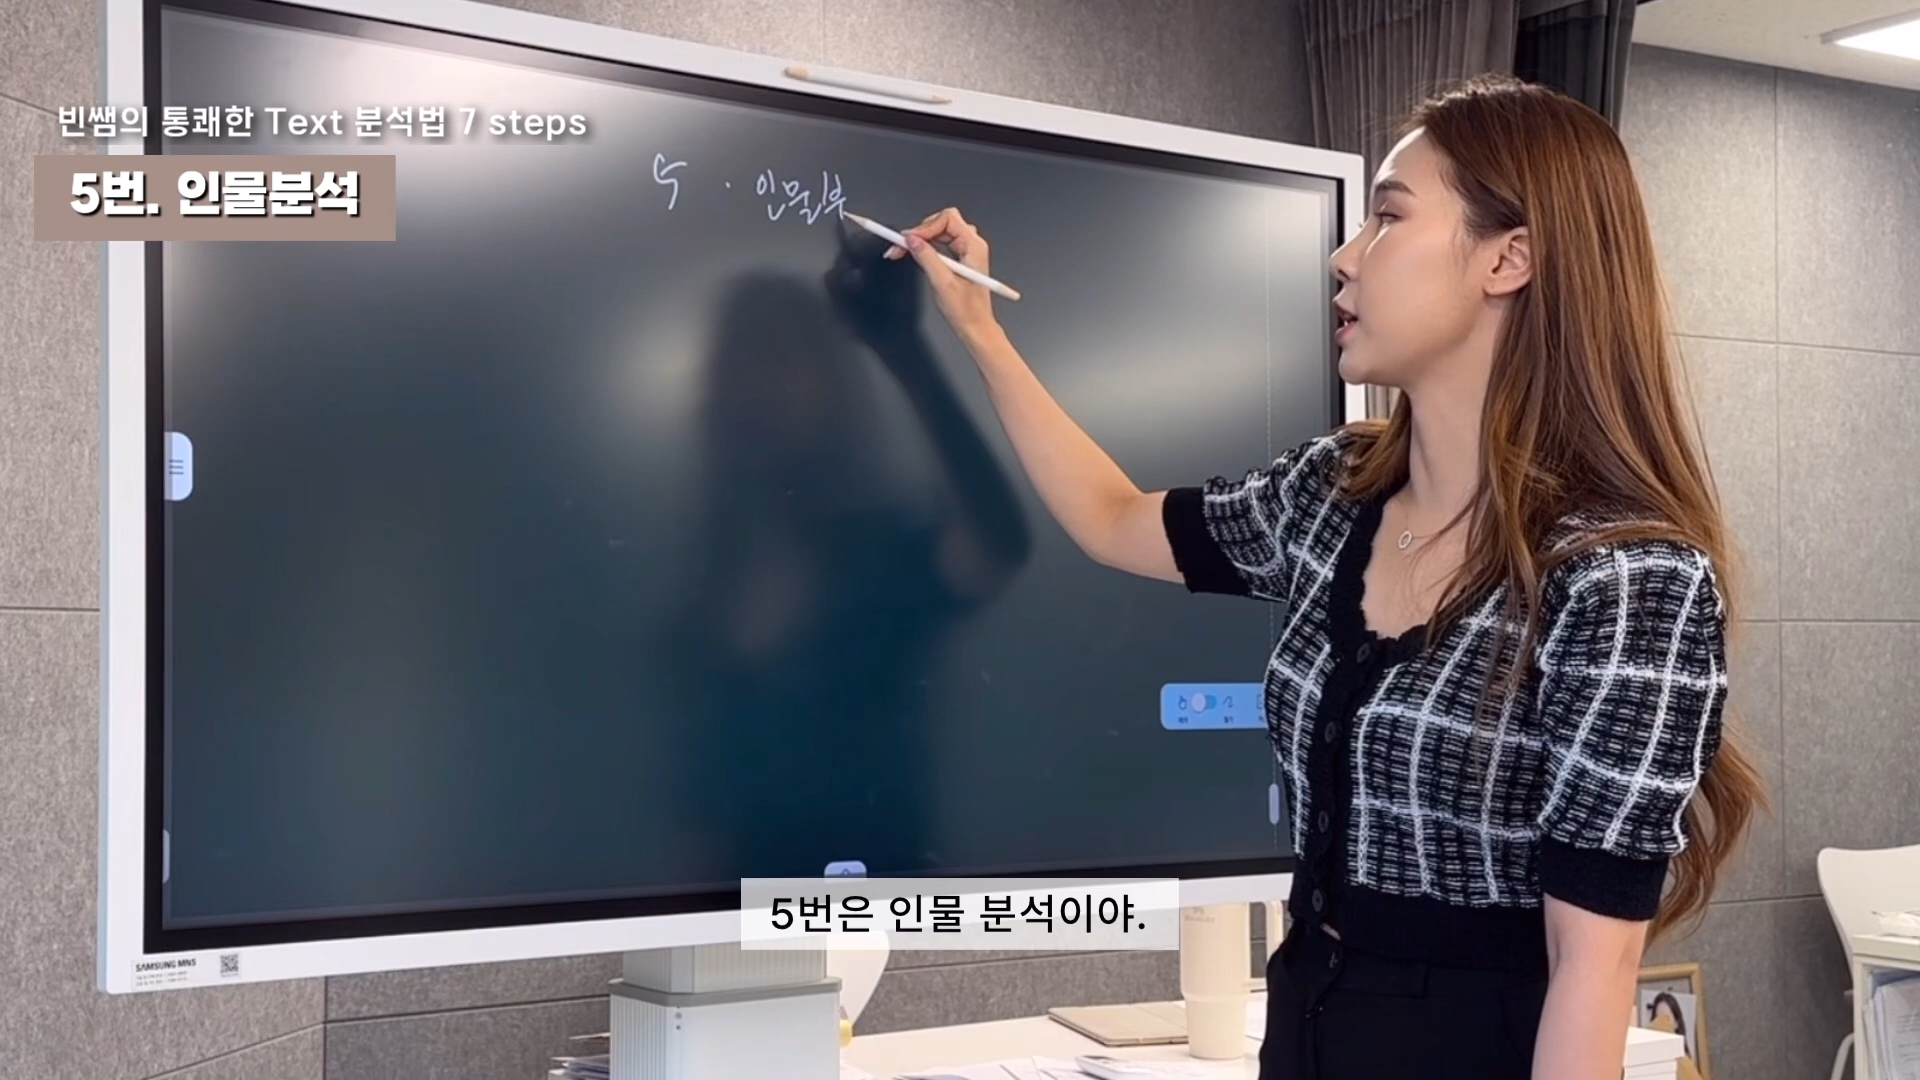 빈쌤의 통쾌한 Text 분석법 7 steps
5번. 인물분석
5. 인물부
5번은 인물 분석이야.
SAMSUNG MNS